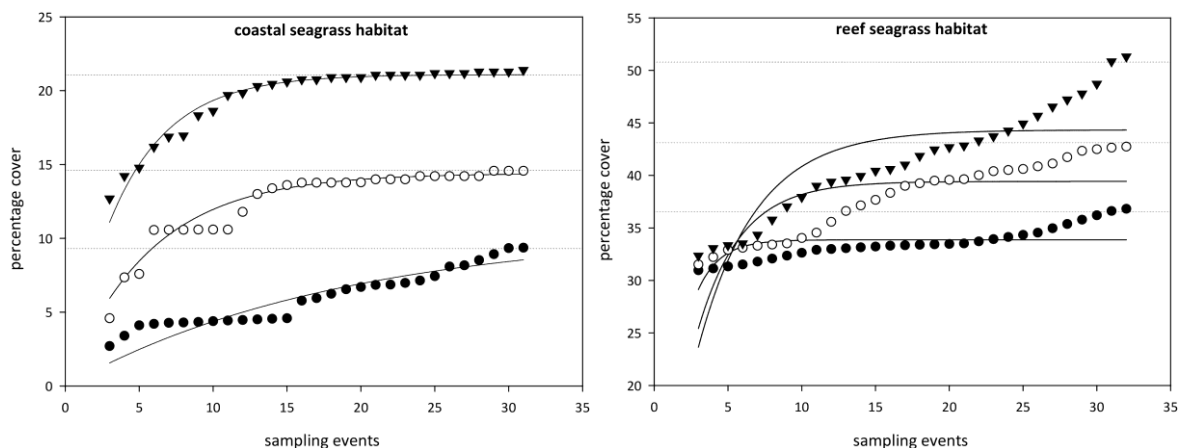 coastal seagrass habitat
percentage cover
25
20
15
10
5
0
0 5 10 15 20 25 30 35
sampling events
reef seagrass habitat
percentage cover
55
50
45
40
35
30
25
20
0 5 10 15 20 25 30 35
sampling events